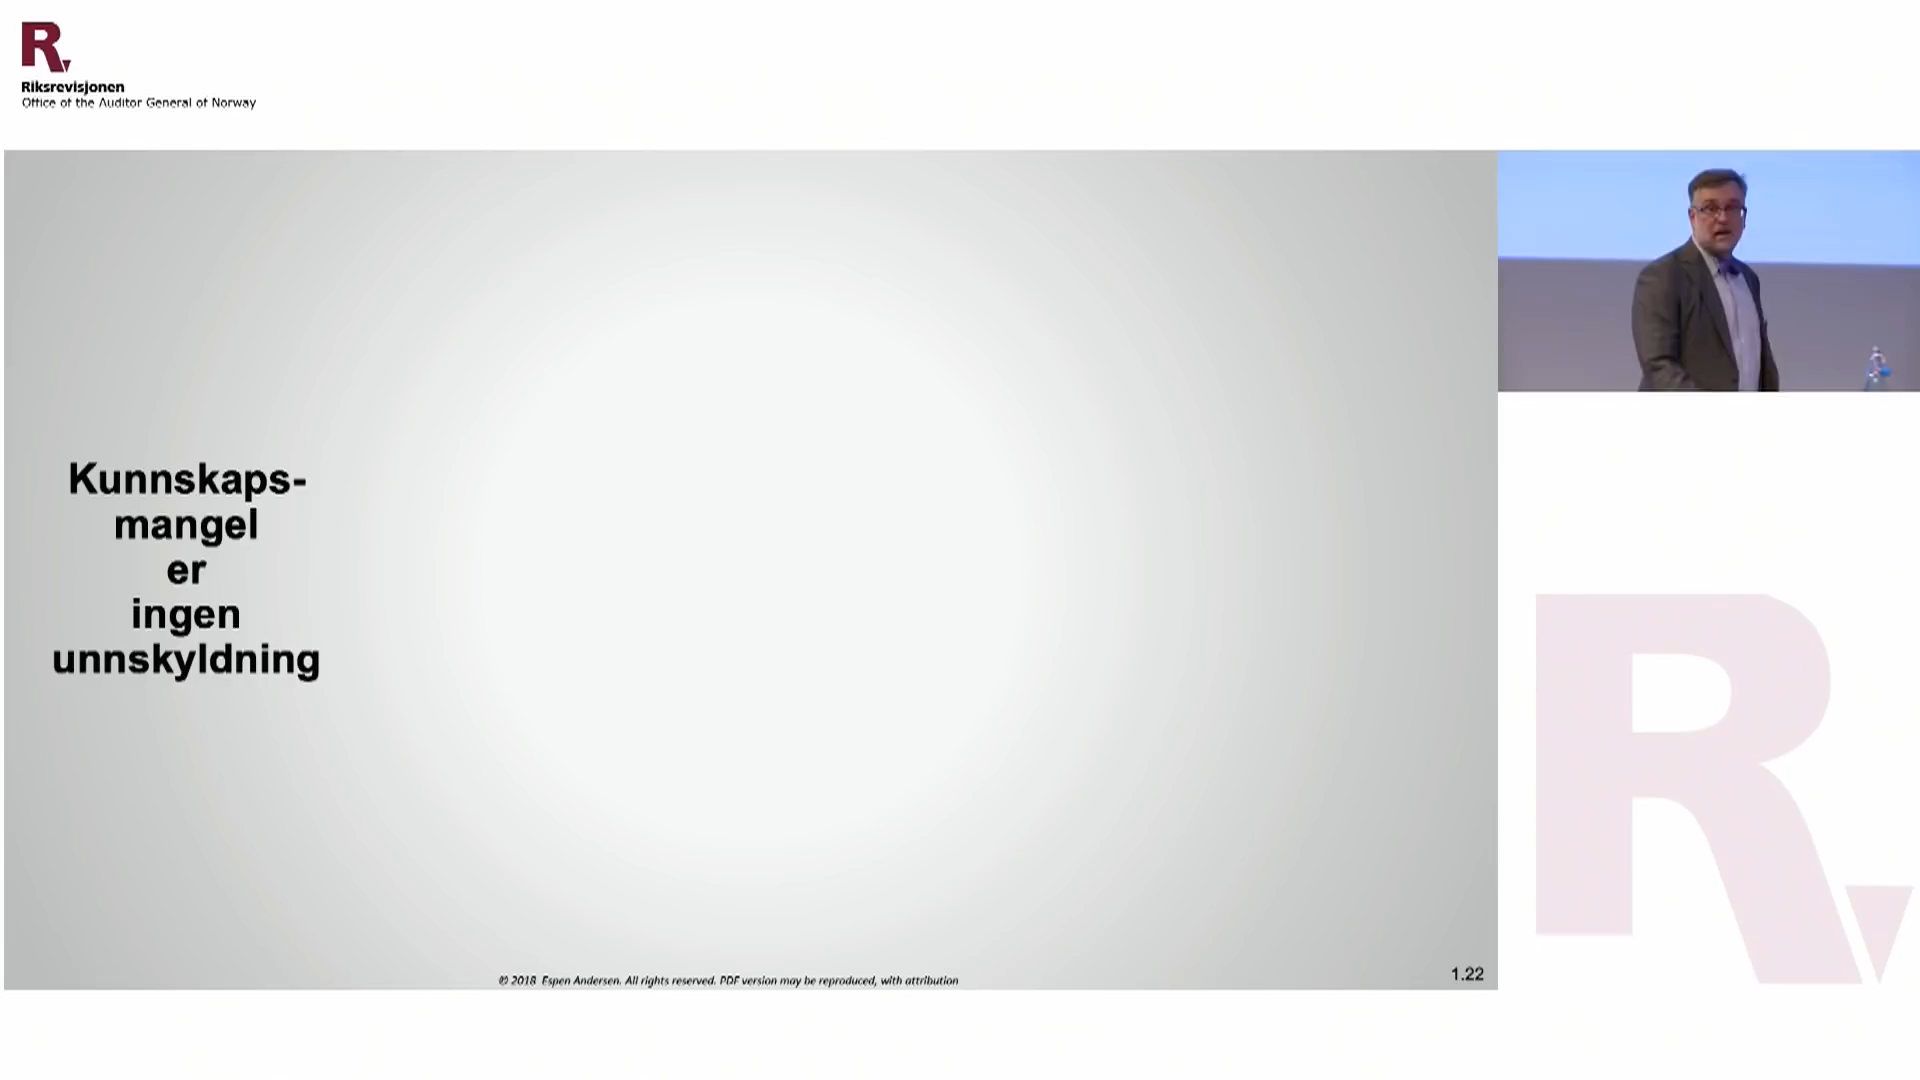 R
Riksrevisjonen
Office of the Auditor General of Norway
Kunnskaps-
mangel
er
ingen
unnskyldning
© 2018 Espen Andersen. All rights reserved. PDF version may be reproduced, with attribution
1.22
R